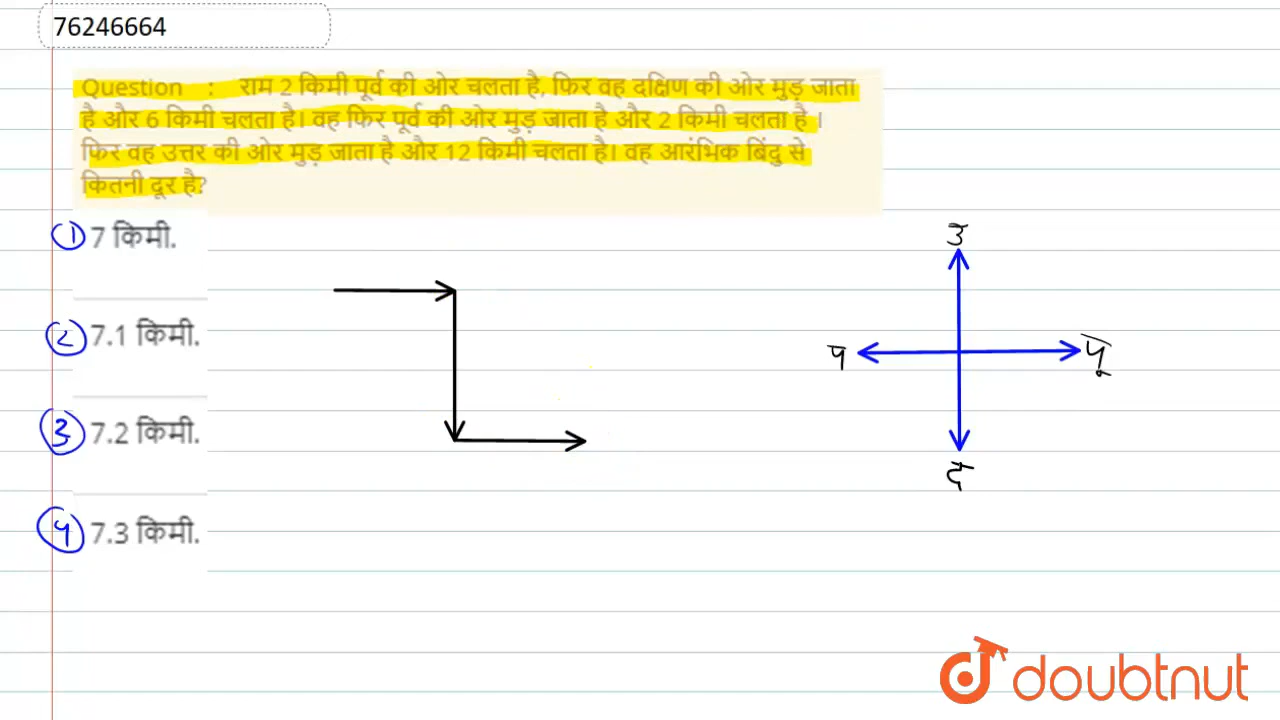 76246664
Question : राम 2 किमी पूर्व की ओर चलता है, फिर वह दक्षिण की ओर मुड़ जाता
है और 6 किमी चलता है। वह फिर पूर्व की ओर मुड़ जाता है और 2 किमी चलता है ।
फिर वह उत्तर की ओर मुड़ जाता है और 12 किमी चलता है। वह आरंभिक बिंदु से
कितनी दूर है?
1 7 किमी.
2 7.1 किमी.
3 7.2 किमी.
4 7.3 किमी.
उ
प
पू
द
doubtnut